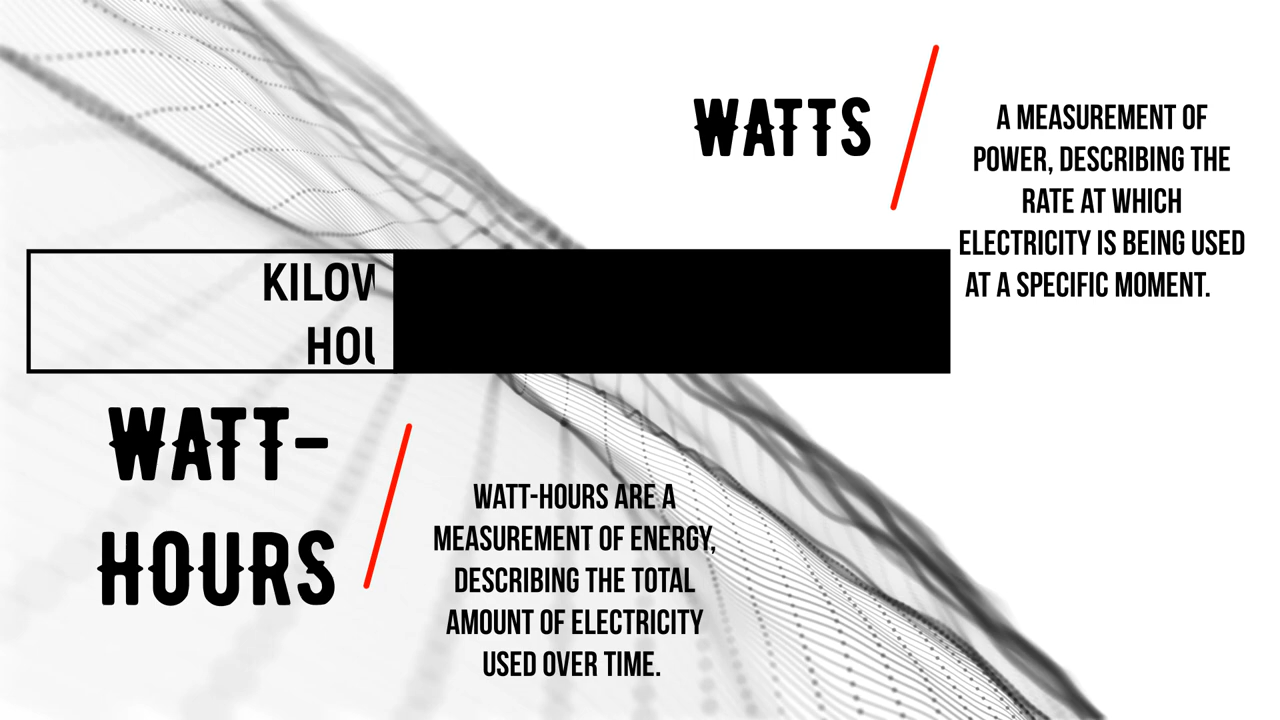 WATTS
A MEASUREMENT OF
POWER, DESCRIBING THE
RATE AT WHICH
ELECTRICITY IS BEING USED
AT A SPECIFIC MOMENT.
WATT-
HOURS
WATT-HOURS ARE A
MEASUREMENT OF ENERGY,
DESCRIBING THE TOTAL
AMOUNT OF ELECTRICITY
USED OVER TIME.